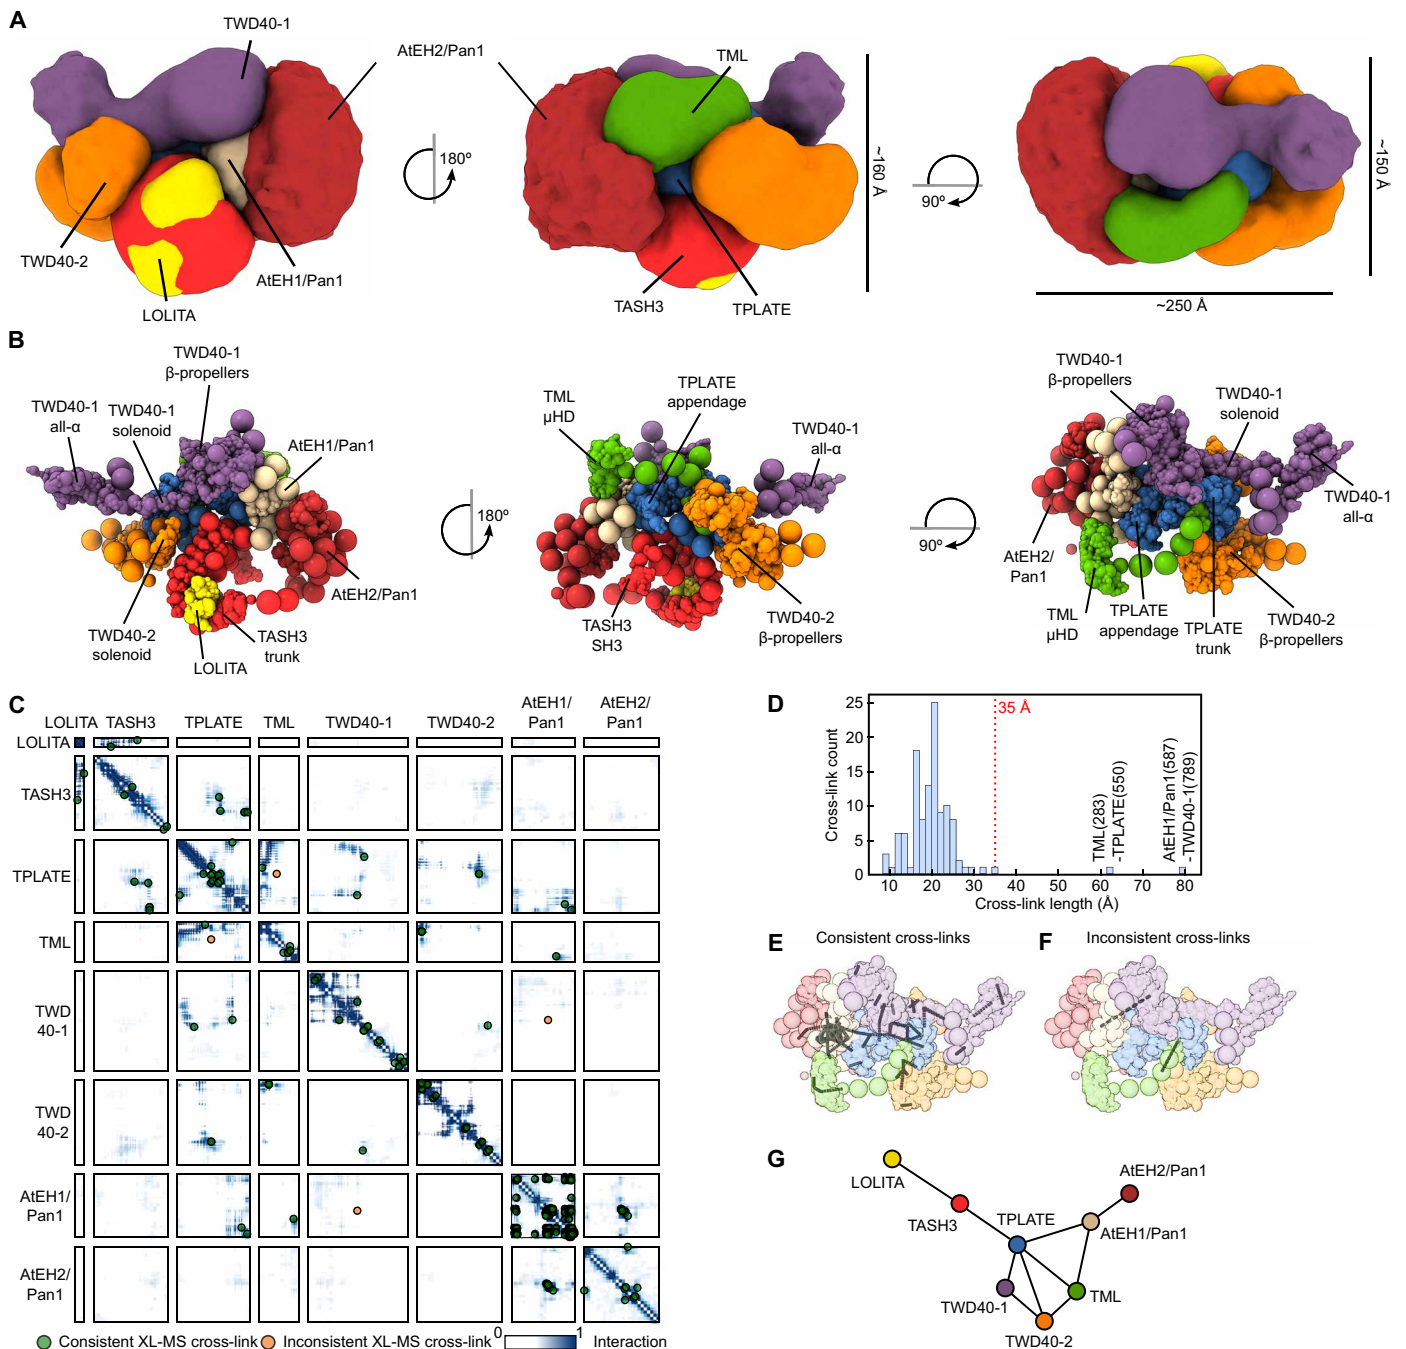 A
TWD40-1
AtEH2/Pan1
TML
180º
~160 Å
90º
~150 Å
TWD40-2
AtEH1/Pan1
LOLITA
TASH3
TPLATE
~250 Å
B
TWD40-1
β-propellers
TWD40-1
all-α
TWD40-1
solenoid
AtEH1/Pan1
AtEH2/Pan1
TWD40-2
solenoid
LOLITA
TASH3
trunk
180º
TML
μHD
TPLATE
appendage
TWD40-1
all-α
TASH3
SH3
TWD40-2
β-propellers
90º
TWD40-1
β-propellers
TWD40-1
solenoid
TWD40-1
all-α
AtEH2/
Pan1
TML
μHD
TPLATE
appendage
TPLATE
trunk
TWD40-2
β-propellers
C
LOLITA TASH3 TPLATE TML TWD40-1 TWD40-2
AtEH1/
Pan1
AtEH2/
Pan1
LOLITA
TASH3
TPLATE
TML
TWD
40-1
TWD
40-2
AtEH1/
Pan1
AtEH2/
Pan1
Consistent XL-MS cross-link
Inconsistent XL-MS cross-link
0 1
Interaction
D
Cross-link count
25
20
15
10
5
0
35 Å
TML(283)
-TPLATE(550)
AtEH1/Pan1(587)
-TWD40-1(789)
10 20 30 40 50 60 70 80
Cross-link length (Å)
E
Consistent cross-links
F
Inconsistent cross-links
G
LOLITA
AtEH2/Pan1
TASH3
TPLATE
AtEH1/Pan1
TWD40-1
TML
TWD40-2